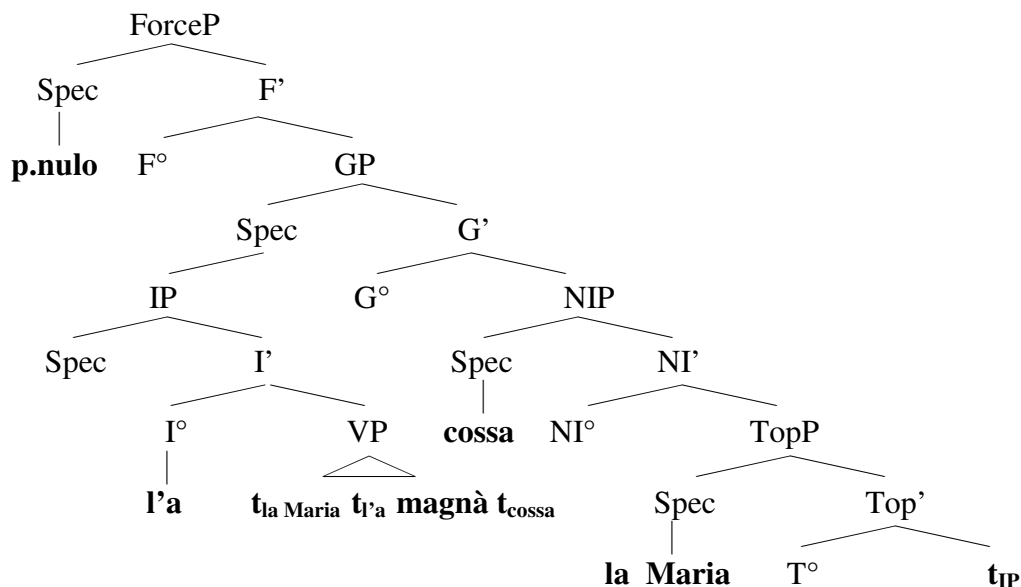 ForceP
Spec F’
p.nulo F° GP
Spec G’
IP G° NIP
Spec I’ Spec NI’
I° VP cossa NI° TopP
l’a t la Maria t l’a magnà t cossa Spec Top’
la Maria T° t IP